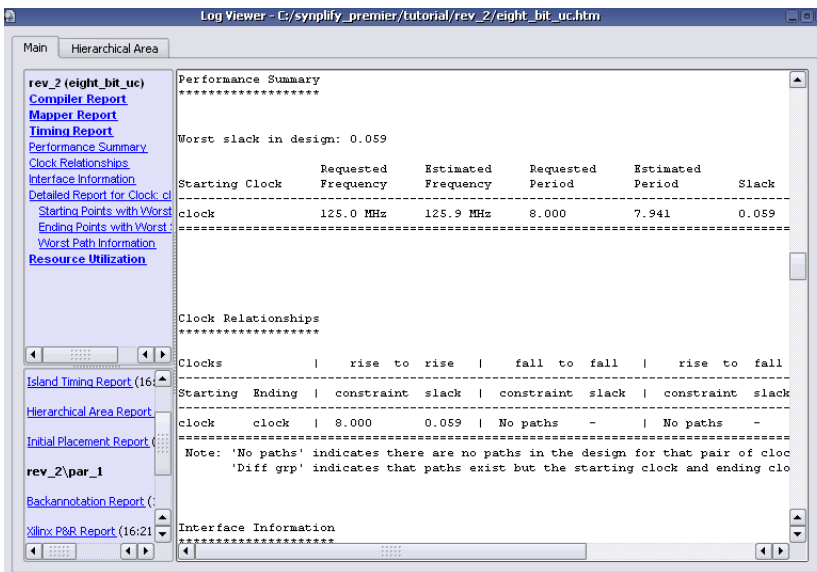 Log Viewer - C:/synplify_premier/tutorial/rev_2/eight_bit_uc.htm
Main Hierarchical Area
rev_2 (eight_bit_uc)
Compiler Report
Mapper Report
Timing Report
Performance Summary
Clock Relationships
Interface Information
Detailed Report for Clock: cl
Starting Points with Worst
Ending Points with Worst
Worst Path Information
Resource Utilization
Island Timing Report (16:
Hierarchical Area Report
Initial Placement Report (
rev_2\par_1
Backannotation Report (
Xilinx P&R Report (16:21
Performance Summary
*******************
Worst slack in design: 0.059
Requested Estimated Requested Estimated
Starting Clock Frequency Frequency Period Period Slack
clock 125.0 MHz 125.9 MHz 8.000 7.941 0.059
Clock Relationships
*******************
Clocks | rise to rise | fall to fall | rise to fall
Starting Ending | constraint slack | constraint slack | constraint slack
clock clock | 8.000 0.059 | No paths - | No paths -
Note: 'No paths' indicates there are no paths in the design for that pair of cloc
'Diff grp' indicates that paths exist but the starting clock and ending clo
Interface Information
*********************